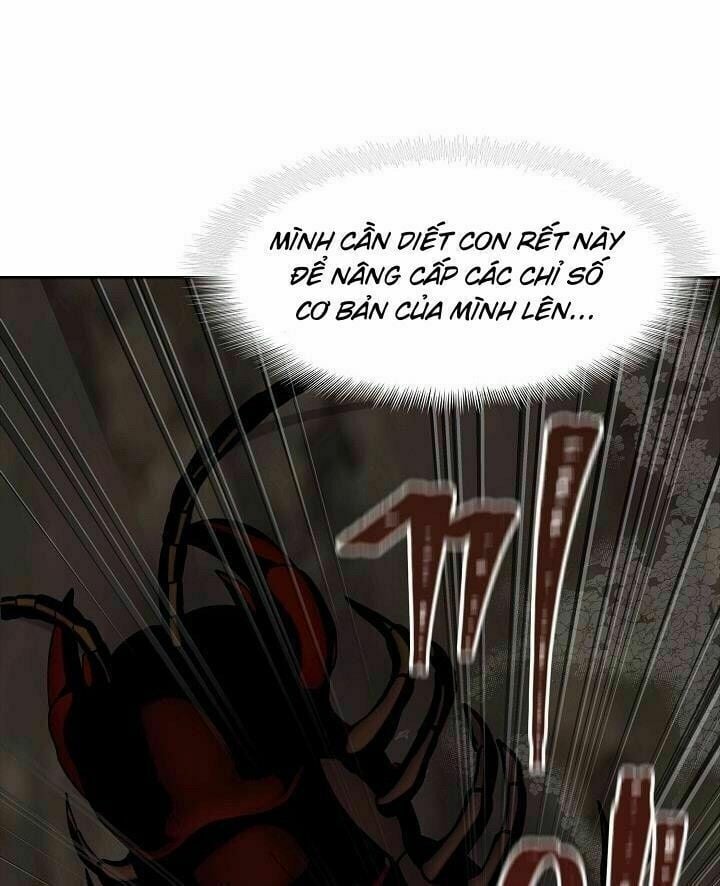 MÌNH CẦN DIẾT CON RẾT NÀY
ĐỂ NÂNG CẤP CÁC CHỈ SỐ
CƠ BẢN CỦA MÌNH LÊN...